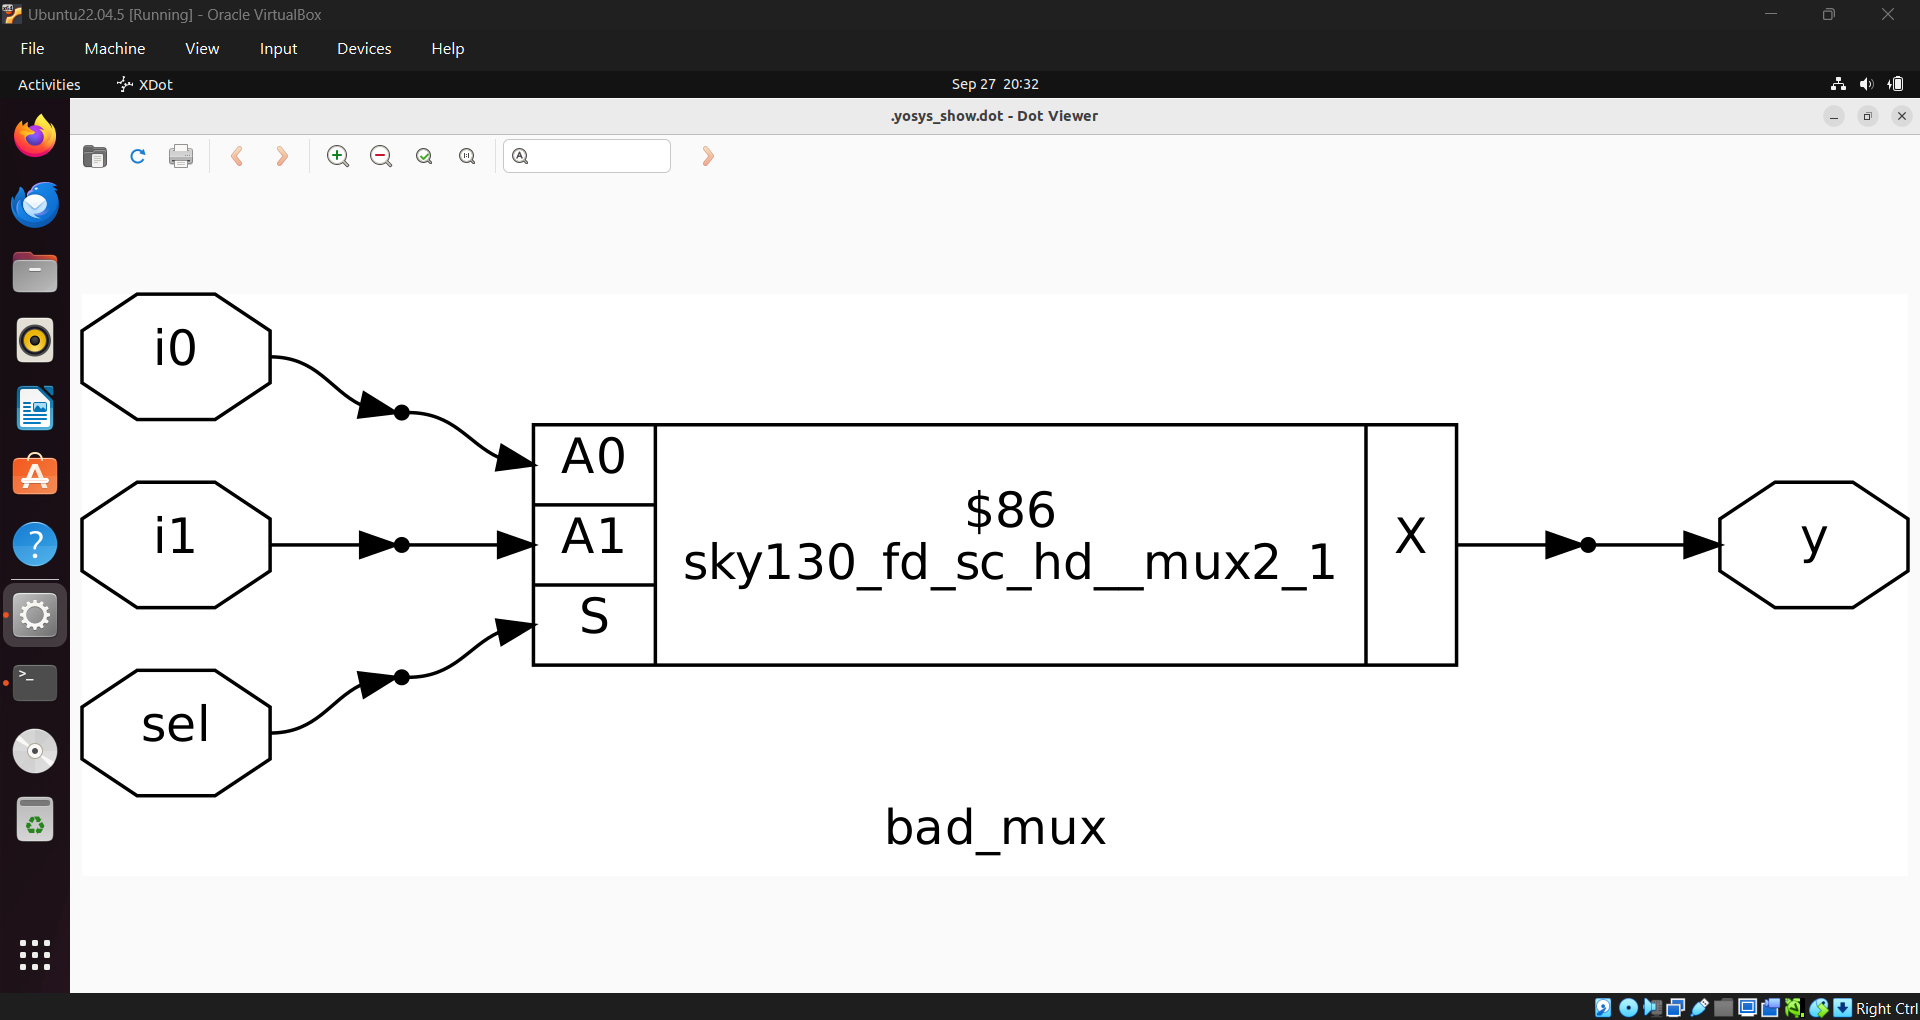 Ubuntu22.04.5 [Running] - Oracle VirtualBox
File Machine View Input Devices Help
Activities XDot Sep 27 20:32
.yosys_show.dot - Dot Viewer
i0
i1
sel
A0
A1
S
$86
sky130_fd_sc_hd__mux2_1
X
y
bad_mux
Right Ctrl